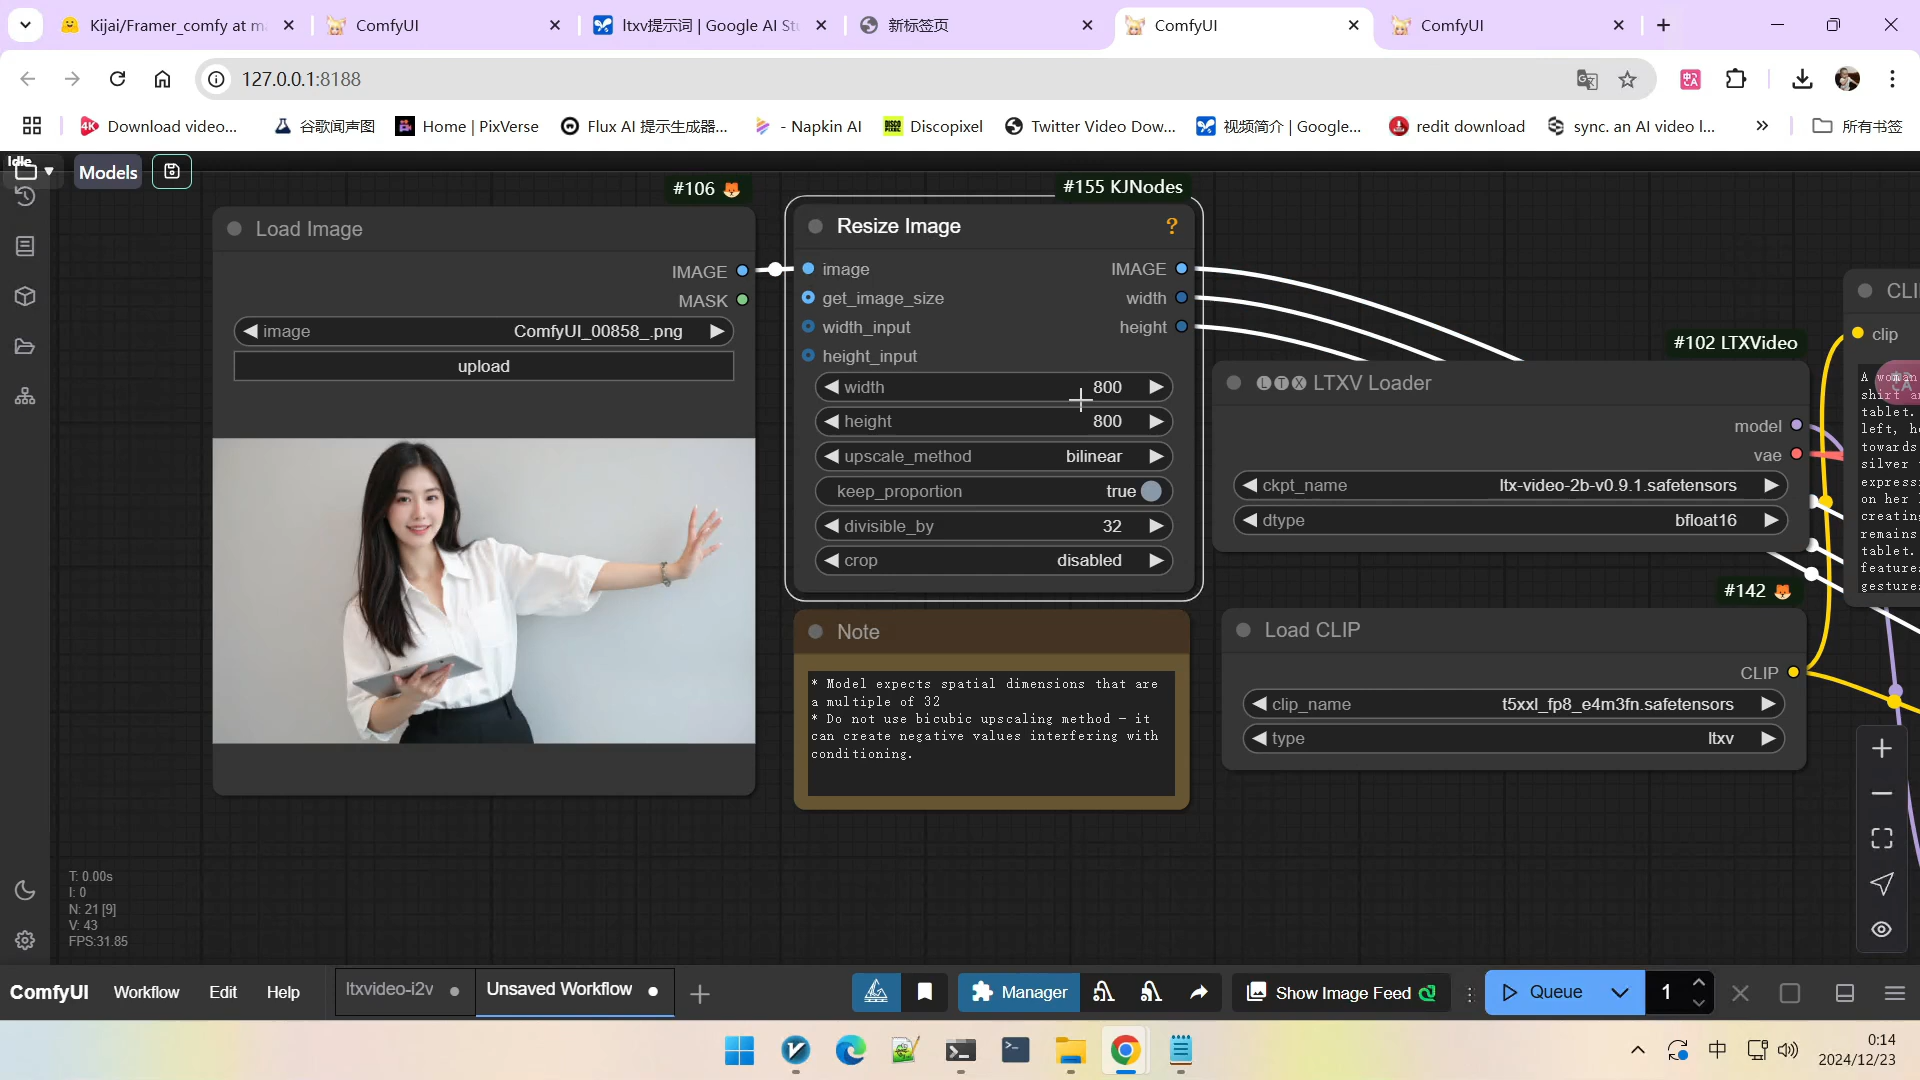 Kijai/Framer_comfy at ma
ComfyUI
ltxv提示词 | Google AI Stu
新标签页
ComfyUI
ComfyUI
127.0.0.1:8188
Download video...
谷歌闻声图
Home | PixVerse
Flux AI 提示生成器...
- Napkin AI
Discopixel
Twitter Video Dow...
视频简介 | Google...
redit download
sync. an AI video l...
»
所有书签
Idle
Models
#106
Load Image
IMAGE
MASK
image ComfyUI_00858_.png
upload
#155 KJNodes
Resize Image ?
image IMAGE
get_image_size width
width_input height
height_input
width 800
height 800
upscale_method bilinear
keep_proportion true
divisible_by 32
crop disabled
Note
* Model expects spatial dimensions that are
a multiple of 32
* Do not use bicubic upscaling method – it
can create negative values interfering with
conditioning.
#102 LTXVideo
LTX LTXV Loader
model
vae
ckpt_name ltx-video-2b-v0.9.1.safetensors
dtype bfloat16
#142
Load CLIP
CLIP
clip_name t5xxl_fp8_e4m3fn.safetensors
type ltxv
CLI
clip
A woman
shirt a
tablet.
left, h
towards
silver
express
on her
creatin
remains
tablet.
feature
gesture
T: 0.00s
I: 0
N: 21 [9]
V: 43
FPS:31.85
ComfyUI
Workflow
Edit
Help
ltxvideo-i2v
Unsaved Workflow
Manager
Show Image Feed
Queue
1
中
0:14
2024/12/23